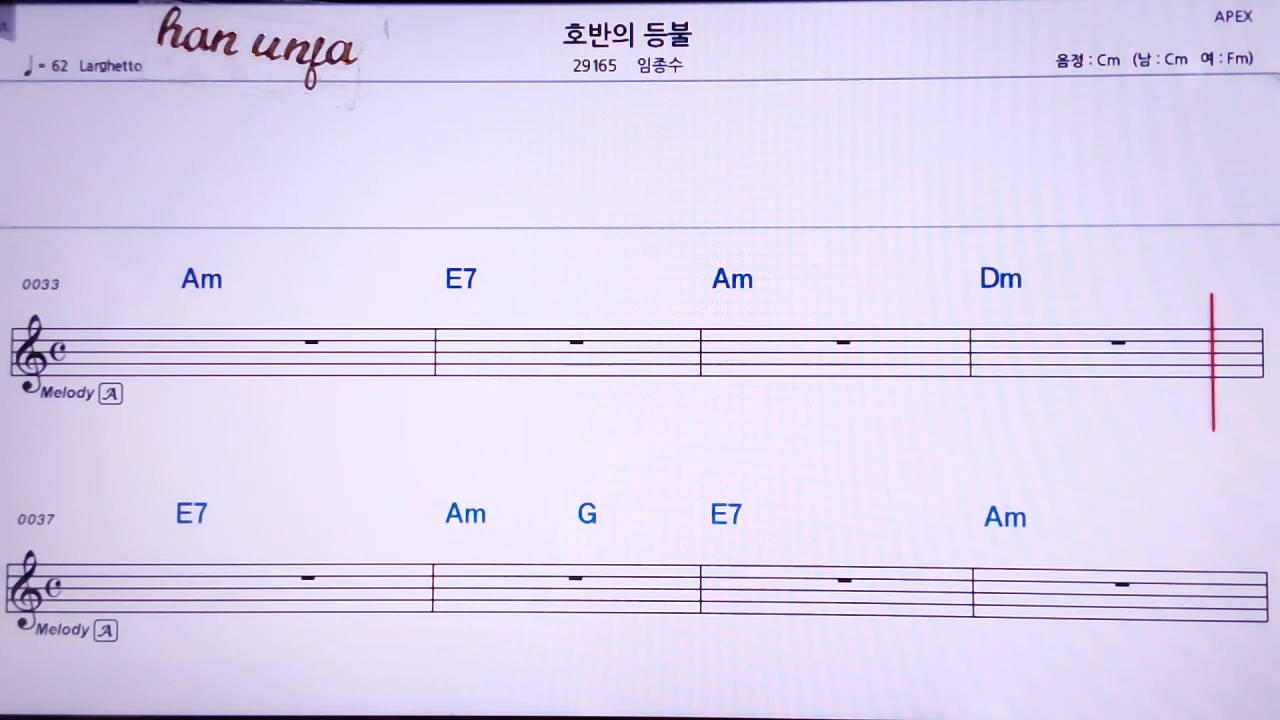 han unfa
호반의 등불
APEX
♩ = 62 Larghetto
29165 임종수
음정 : Cm (남 : Cm 여 : Fm)
0033 Am E7 Am Dm
Melody A
0037 E7 Am G E7 Am
Melody A